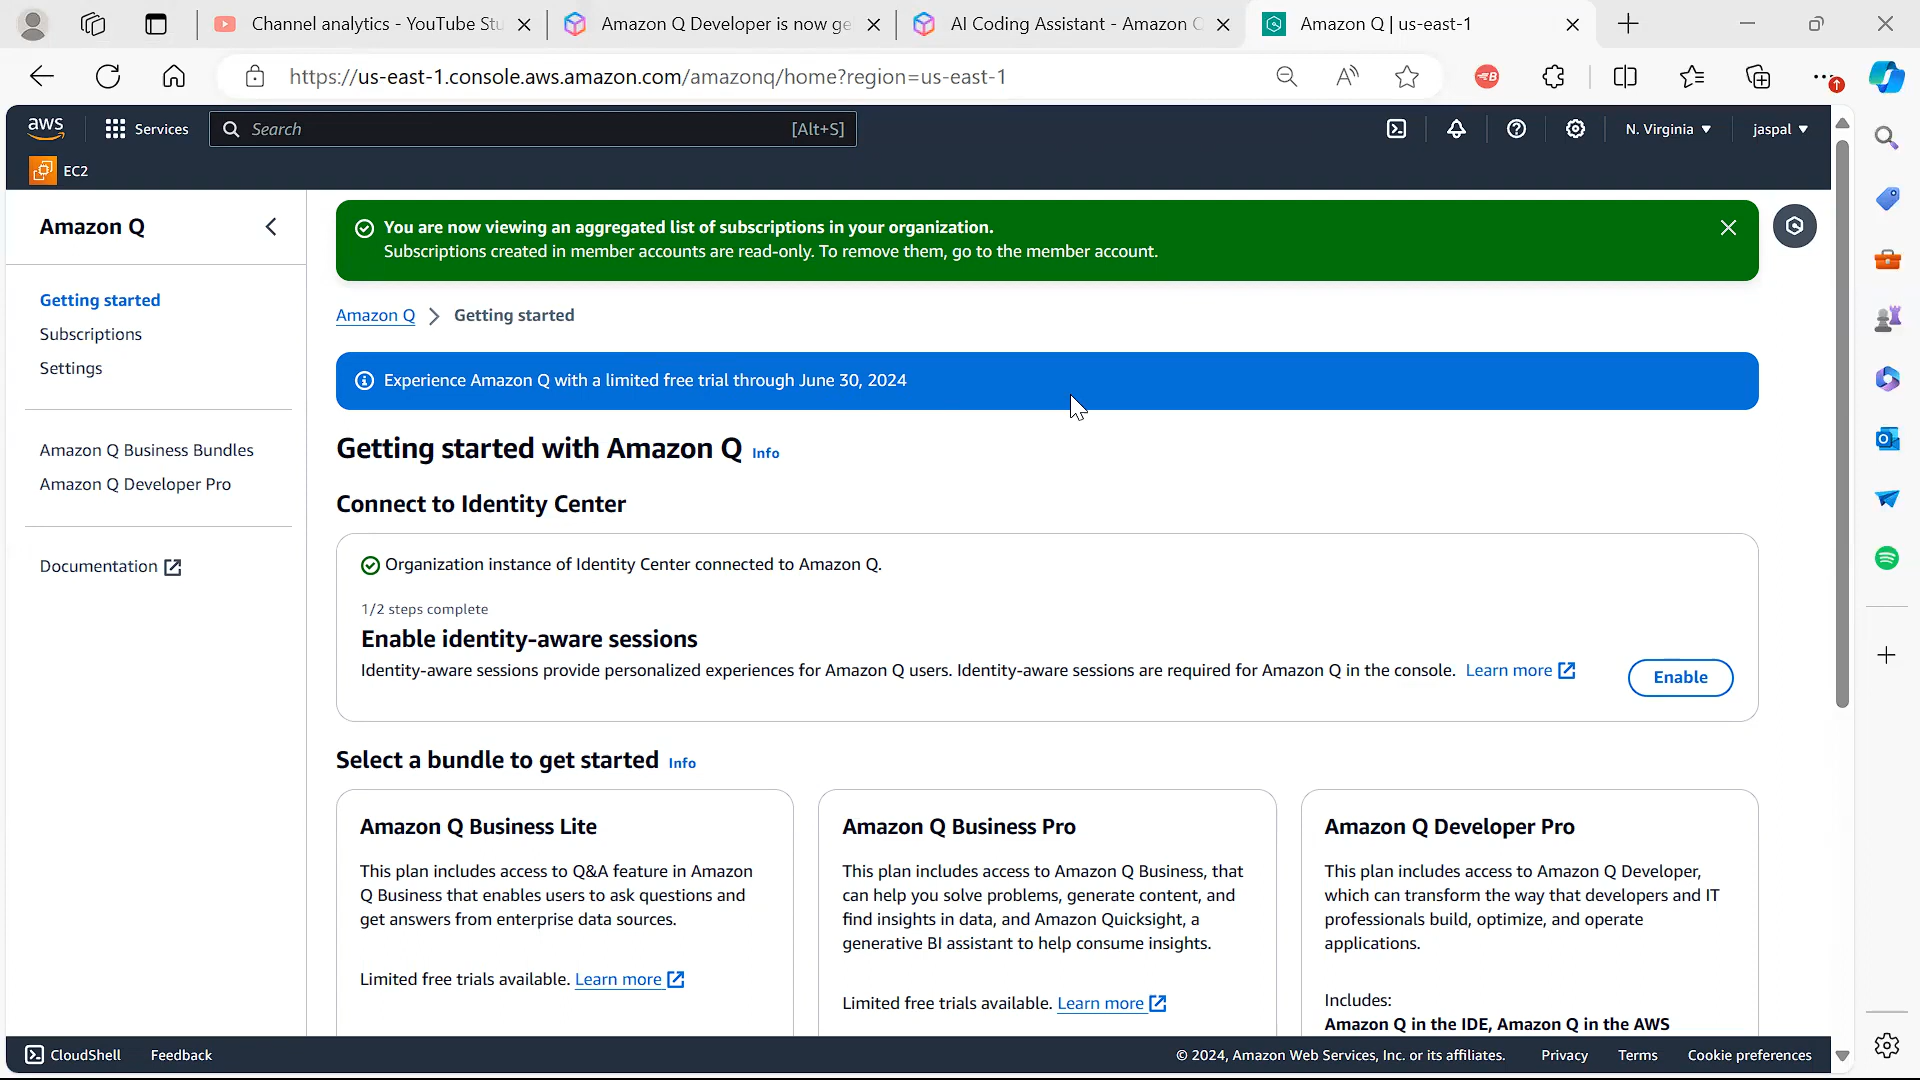 Channel analytics - YouTube Stu
Amazon Q Developer is now ge
AI Coding Assistant - Amazon Q
Amazon Q | us-east-1
https://us-east-1.console.aws.amazon.com/amazonq/home?region=us-east-1
aws
Services
Search
[Alt+S]
N. Virginia
jaspal
EC2
Amazon Q
Getting started
Subscriptions
Settings
Amazon Q Business Bundles
Amazon Q Developer Pro
Documentation
You are now viewing an aggregated list of subscriptions in your organization.
Subscriptions created in member accounts are read-only. To remove them, go to the member account.
Amazon Q > Getting started
Experience Amazon Q with a limited free trial through June 30, 2024
Getting started with Amazon Q Info
Connect to Identity Center
Organization instance of Identity Center connected to Amazon Q.
1/2 steps complete
Enable identity-aware sessions
Identity-aware sessions provide personalized experiences for Amazon Q users. Identity-aware sessions are required for Amazon Q in the console. Learn more
Enable
Select a bundle to get started Info
Amazon Q Business Lite
This plan includes access to Q&A feature in Amazon
Q Business that enables users to ask questions and
get answers from enterprise data sources.
Limited free trials available. Learn more
Amazon Q Business Pro
This plan includes access to Amazon Q Business, that
can help you solve problems, generate content, and
find insights in data, and Amazon Quicksight, a
generative BI assistant to help consume insights.
Limited free trials available. Learn more
Amazon Q Developer Pro
This plan includes access to Amazon Q Developer,
which can transform the way that developers and IT
professionals build, optimize, and operate
applications.
Includes:
Amazon Q in the IDE, Amazon Q in the AWS
CloudShell
Feedback
© 2024, Amazon Web Services, Inc. or its affiliates.
Privacy
Terms
Cookie preferences